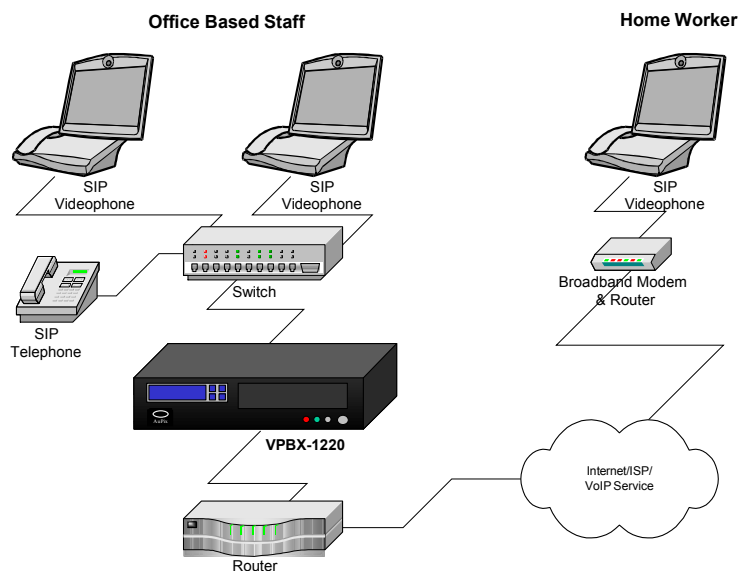 Office Based Staff
Home Worker
SIP
Videophone
SIP
Videophone
SIP
Videophone
Switch
Broadband Modem
& Router
SIP
Telephone
AuPix
VPBX-1220
Internet/ISP/
VoIP Service
Router